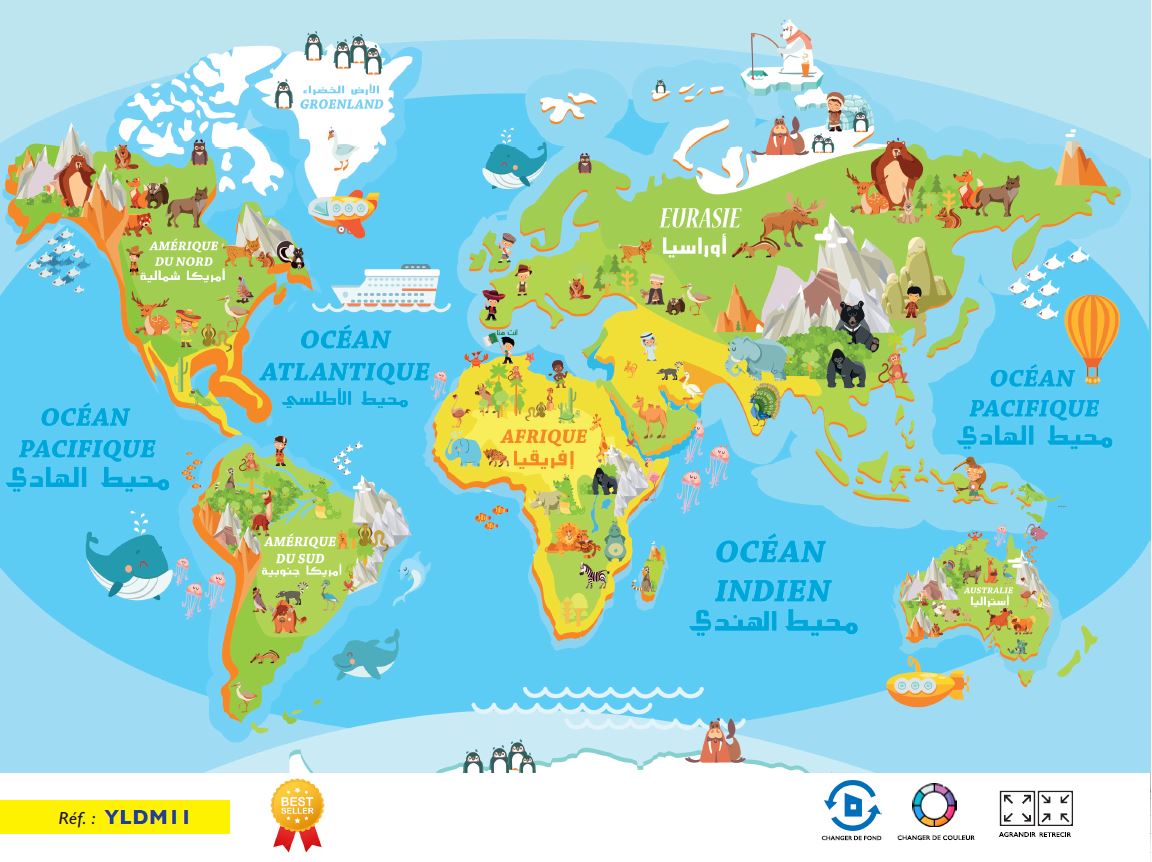 الأرض الخضراء
GROENLAND
EURASIE
أوراسيا
AMÉRIQUE
DU NORD
أمريكا شمالية
OCÉAN
ATLANTIQUE
محيط الأطلسي
أنت هنا
OCÉAN
PACIFIQUE
محيط الهادي
OCÉAN
PACIFIQUE
محيط الهادي
AFRIQUE
إفريقيا
AMÉRIQUE
DU SUD
أمريكا جنوبية
OCÉAN
INDIEN
محيط الهندي
AUSTRALIE
أستراليا
Réf. : YLDM11
BEST
SELLER
CHANGER DE FOND
CHANGER DE COULEUR
AGRANDIR RETRECIR